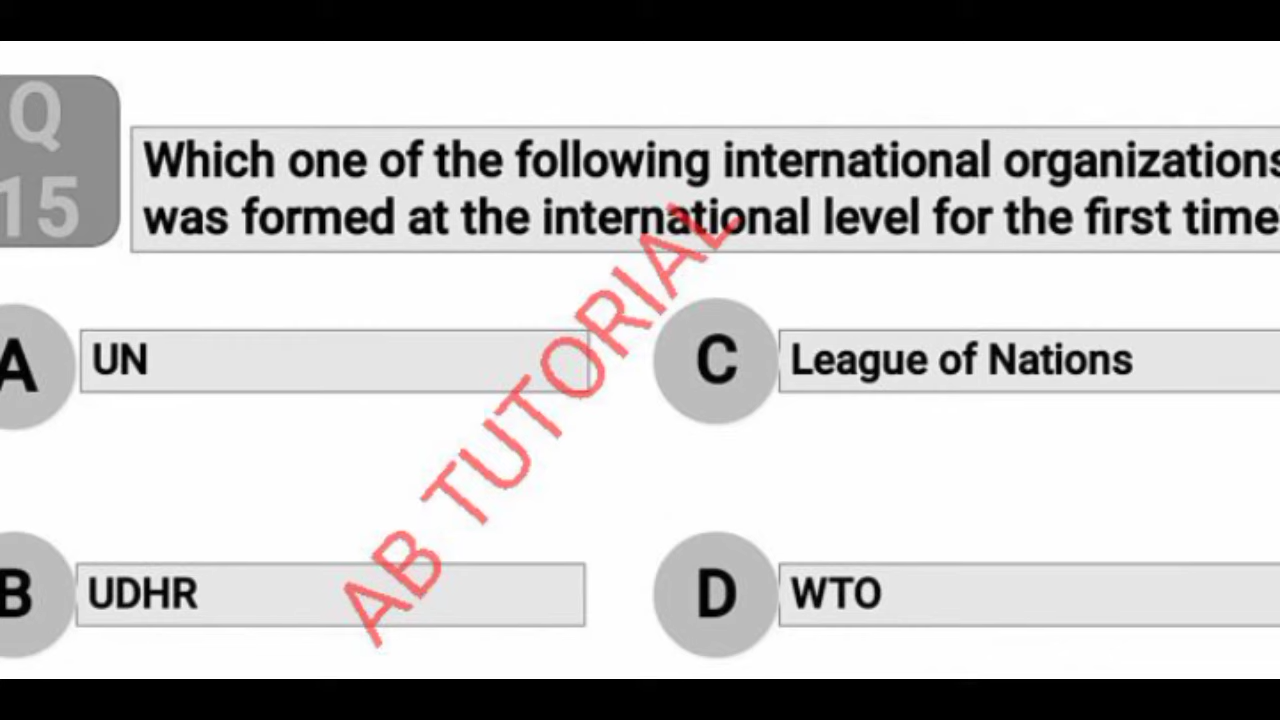 Q
15
Which one of the following international organizations
was formed at the international level for the first time
A
UN
C
League of Nations
B
UDHR
D
WTO
AB TUTORIAL